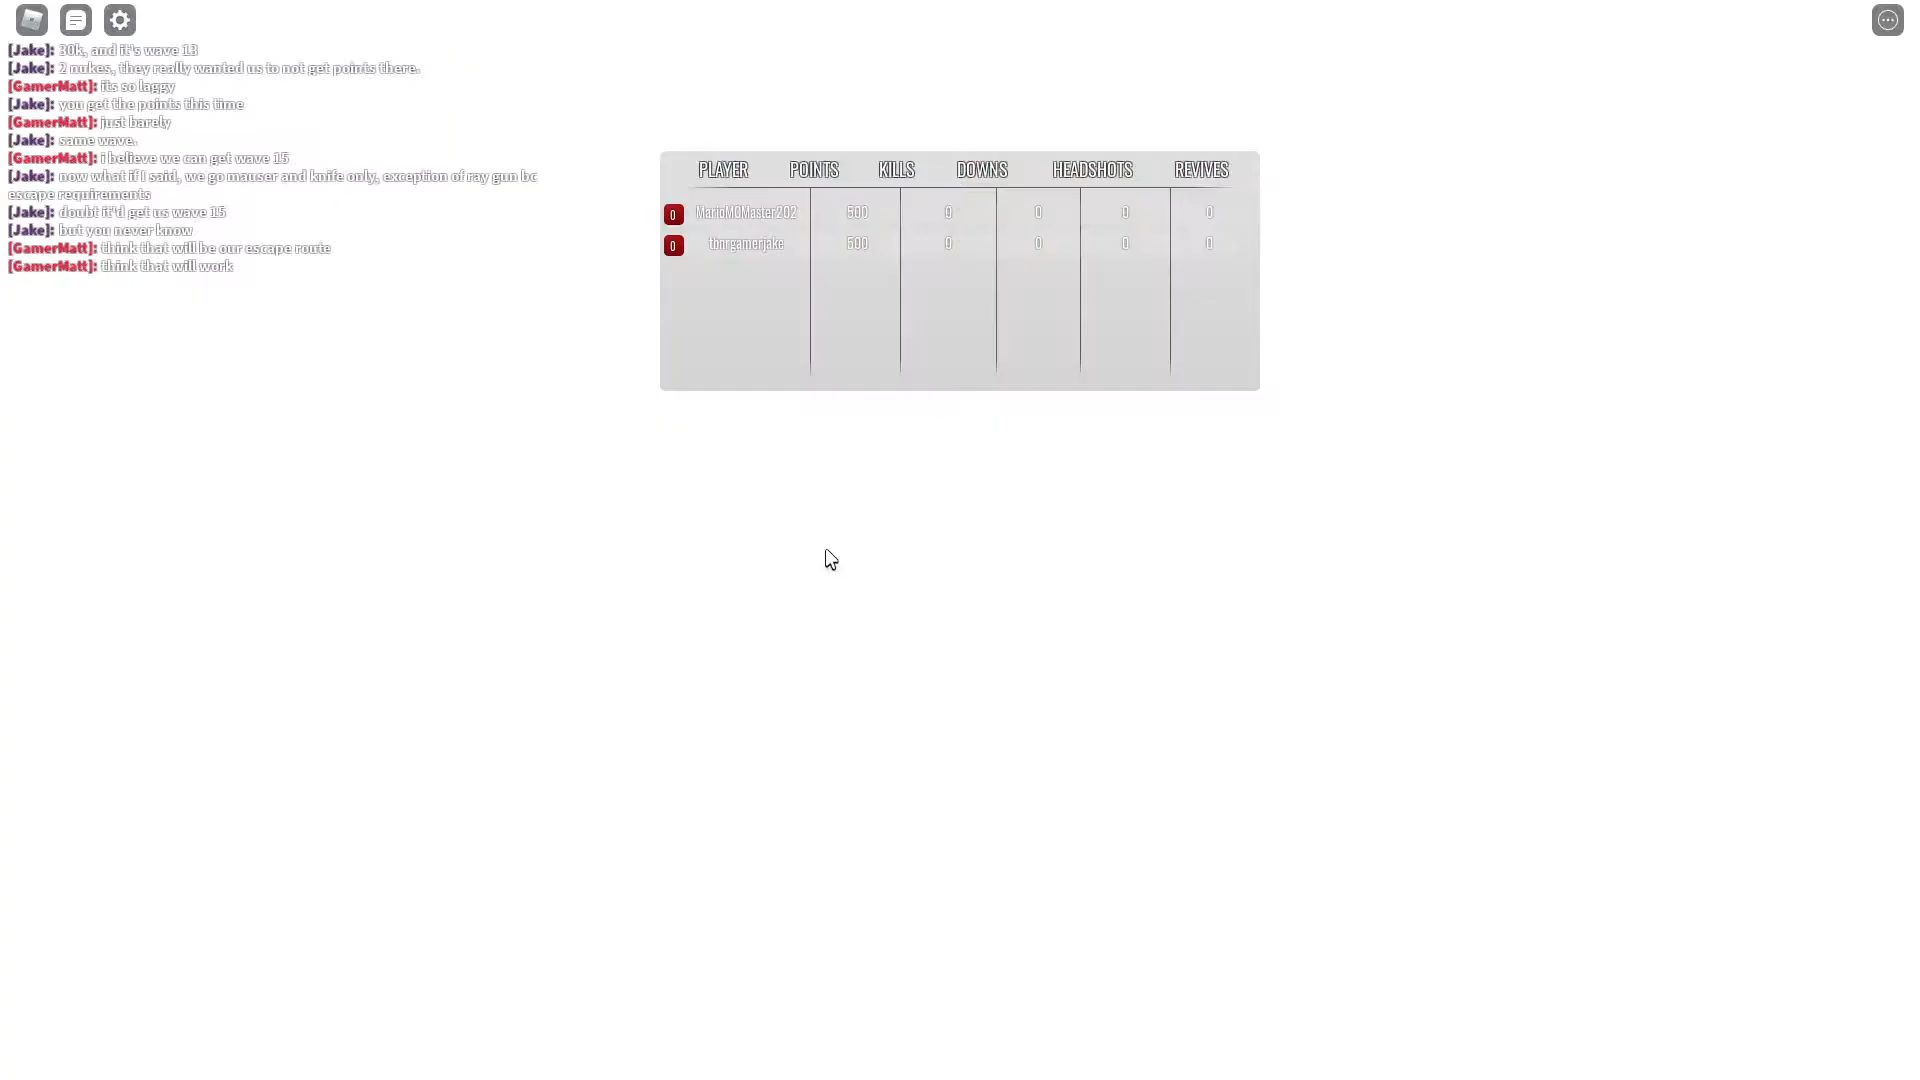 [Jake]: 30k, and it's wave 13
[Jake]: 2 nukes, they really wanted us to not get points there.
[GamerMatt]: its so laggy
[Jake]: you get the points this time
[GamerMatt]: just barely
[Jake]: same wave.
[GamerMatt]: i believe we can get wave 15
[Jake]: now what if I said, we go mauser and knife only, exception of ray gun bc
escape requirements
[Jake]: doubt it'd get us wave 15
[Jake]: but you never know
[GamerMatt]: think that will be our escape route
[GamerMatt]: think that will work
PLAYER POINTS KILLS DOWNS HEADSHOTS REVIVES
0 MarioMCMaster202 500 0 0 0 0
0 tbnrgamerjake 500 0 0 0 0